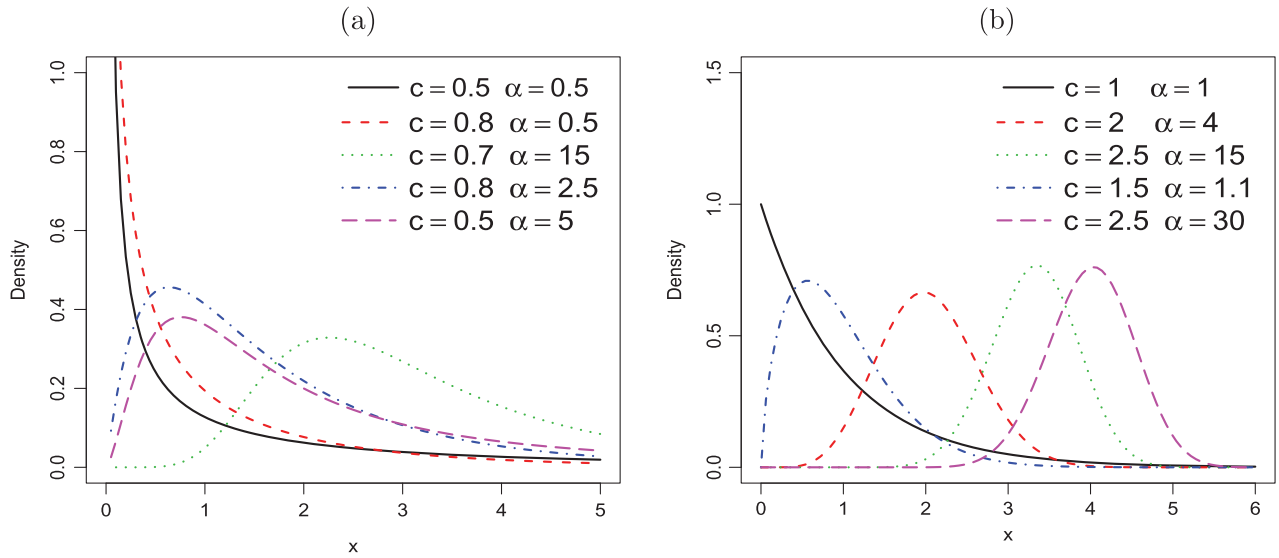 (a)
Density
1.0
0.8
0.6
0.4
0.2
0.0
c = 0.5 α = 0.5
c = 0.8 α = 0.5
c = 0.7 α = 15
c = 0.8 α = 2.5
c = 0.5 α = 5
0 1 2 3 4 5
x
(b)
Density
1.5
1.0
0.5
0.0
c = 1 α = 1
c = 2 α = 4
c = 2.5 α = 15
c = 1.5 α = 1.1
c = 2.5 α = 30
0 1 2 3 4 5 6
x